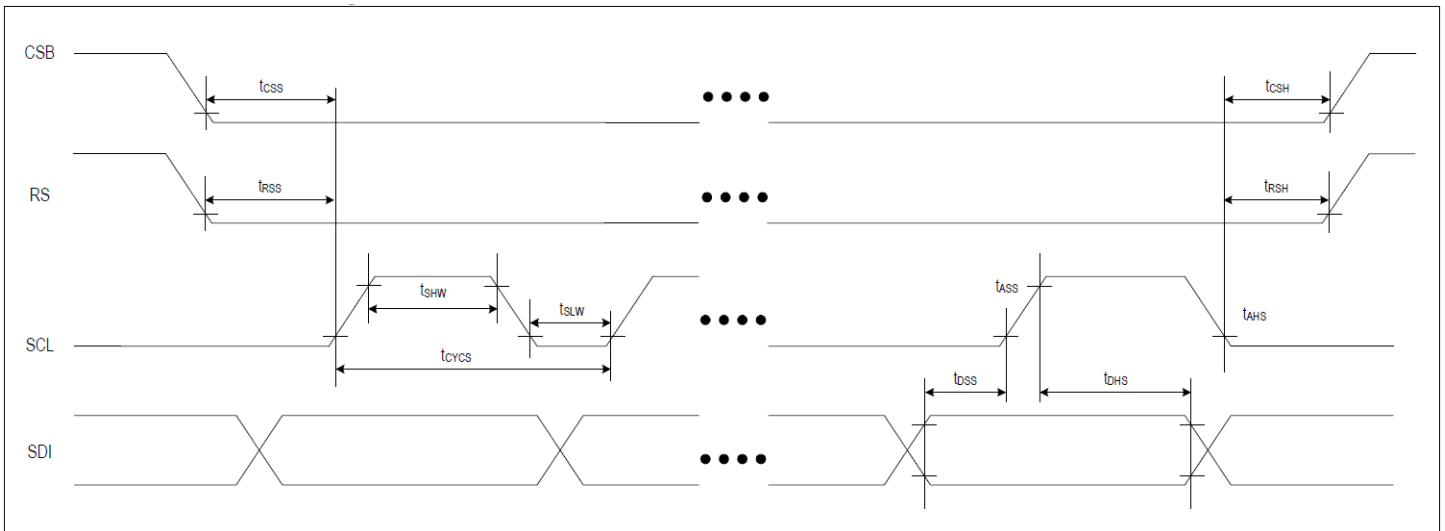 CSB
tCSS
tCSH
RS
tRSS
tRSH
tSHW
tASS
tSLW
tAHS
SCL
tCYCS
tDSS
tDHS
SDI